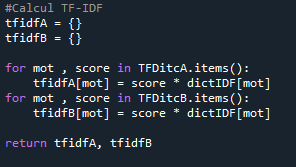 #Calcul TF-IDF
tfidfA = {}
tfidfB = {}
for mot , score in TFDitcA.items():
    tfidfA[mot] = score * dictIDF[mot]
for mot , score in TFDitcB.items():
    tfidfB[mot] = score * dictIDF[mot]
return tfidfA, tfidfB